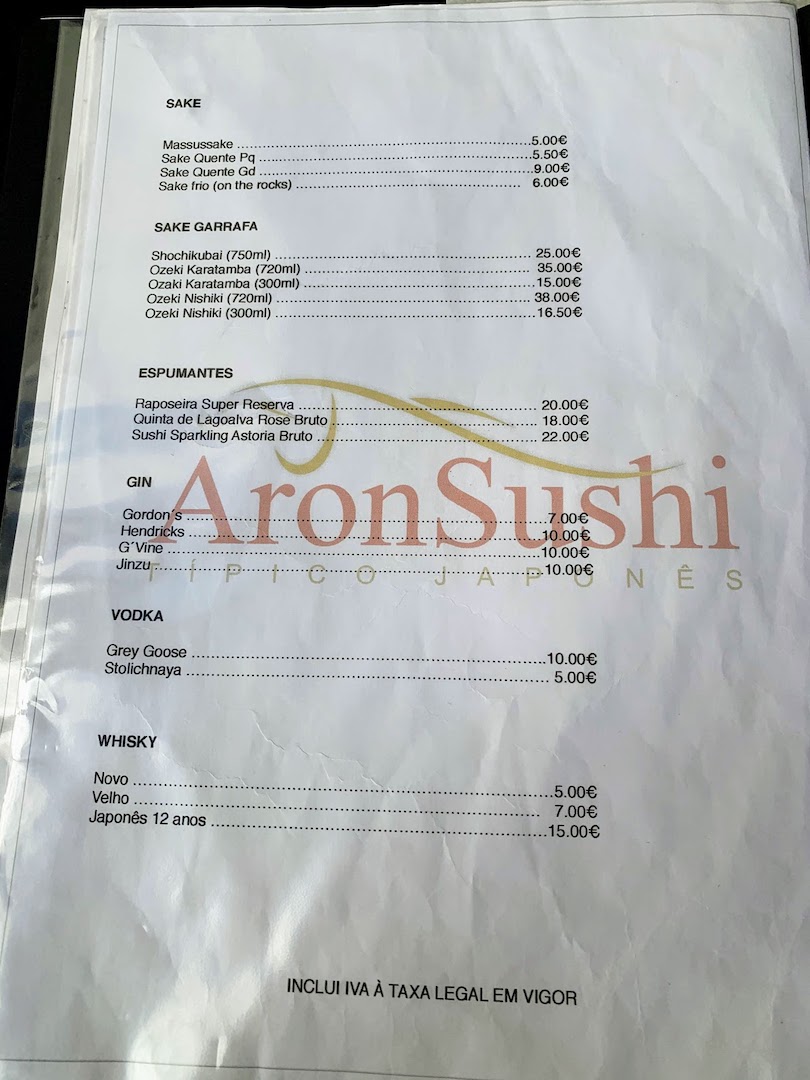 SAKE
Massussake ........................................................5.00€
Sake Quente Pq ........................................................5.50€
Sake Quente Gd ........................................................9.00€
Sake frio (on the rocks) ............................................. 6.00€
SAKE GARRAFA
Shochikubai (750ml) ................................................ 25.00€
Ozeki Karatamba (720ml) .......................................... 35.00€
Ozaki Karatamba (300ml) ..........................................15.00€
Ozeki Nishiki (720ml) ................................................ 38.00€
Ozeki Nishiki (300ml) ................................................16.50€
ESPUMANTES
Raposeira Super Reserva .......................................... 20.00€
Quinta de Lagoalva Rose Bruto .................................. 18.00€
Sushi Sparkling Astoria Bruto .................................... 22.00€
GIN
Gordon´s ................................................................7.00€
Hendricks ................................................................10.00€
G´Vine ....................................................................10.00€
Jinzu .......................................................................10.00€
AronSushi
TÍPICO JAPONÊS
VODKA
Grey Goose ............................................................10.00€
Stolichnaya ............................................................ 5.00€
WHISKY
Novo .......................................................................5.00€
Velho ..................................................................... 7.00€
Japonês 12 anos ......................................................15.00€
INCLUI IVA À TAXA LEGAL EM VIGOR